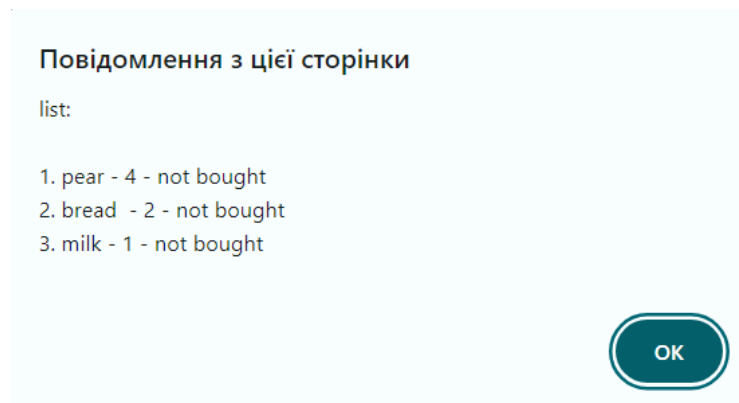 Повідомлення з цієї сторінки
list:
1. pear - 4 - not bought
2. bread  - 2 - not bought
3. milk - 1 - not bought
ОК